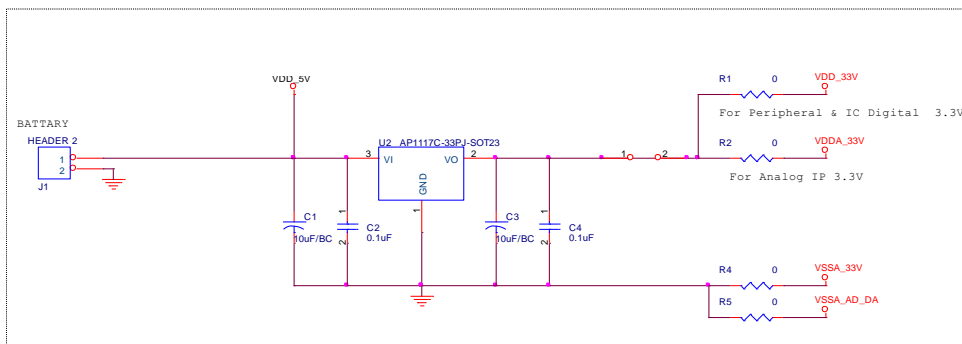 VDD_5V
R1 0 VDD_33V
For Peripheral & IC Digital 3.3V
BATTARY
HEADER 2
1
2
J1
U2 AP1117C-33PJ-SOT23
3 VI VO 2
GND
1
1 2
R2 0 VDDA_33V
For Analog IP 3.3V
C1
10uF/BC
1
C2
0.1uF
2
C3
10uF/BC
1
C4
0.1uF
2
R4 0 VSSA_33V
R5 0 VSSA_AD_DA